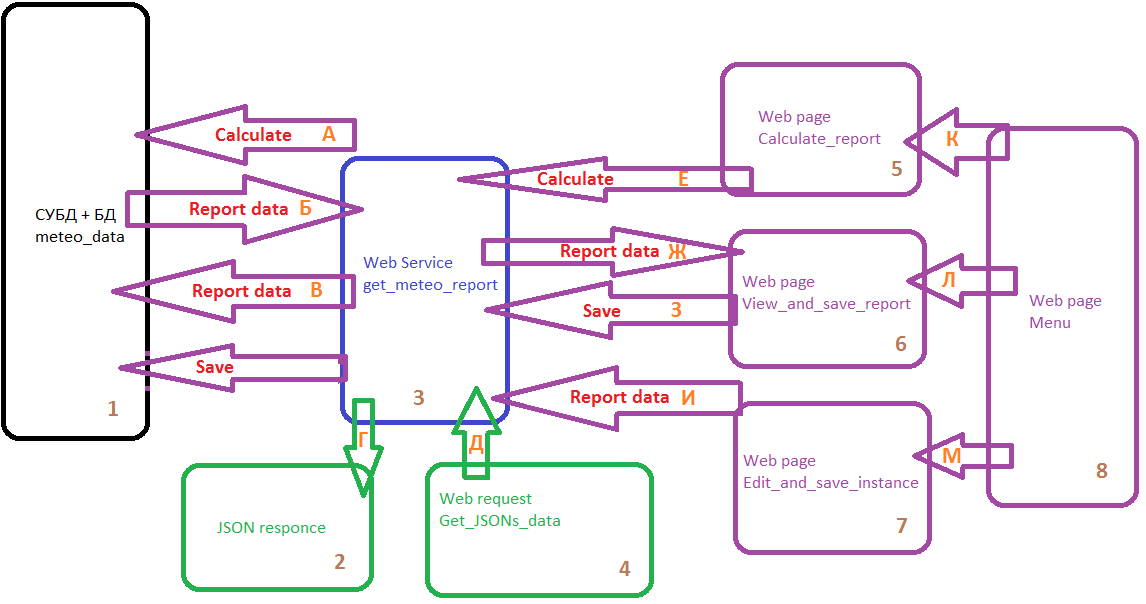 СУБД + БД
meteo_data
1
Calculate А
Report data Б
Report data В
Save
Web Service
get_meteo_report
3
Г
Д
JSON responce
2
Web request
Get_JSONs_data
4
Calculate Е
Report data Ж
Save З
Report data И
Web page
Calculate_report
5
Web page
View_and_save_report
6
Web page
Edit_and_save_instance
7
К
Л
М
Web page
Menu
8